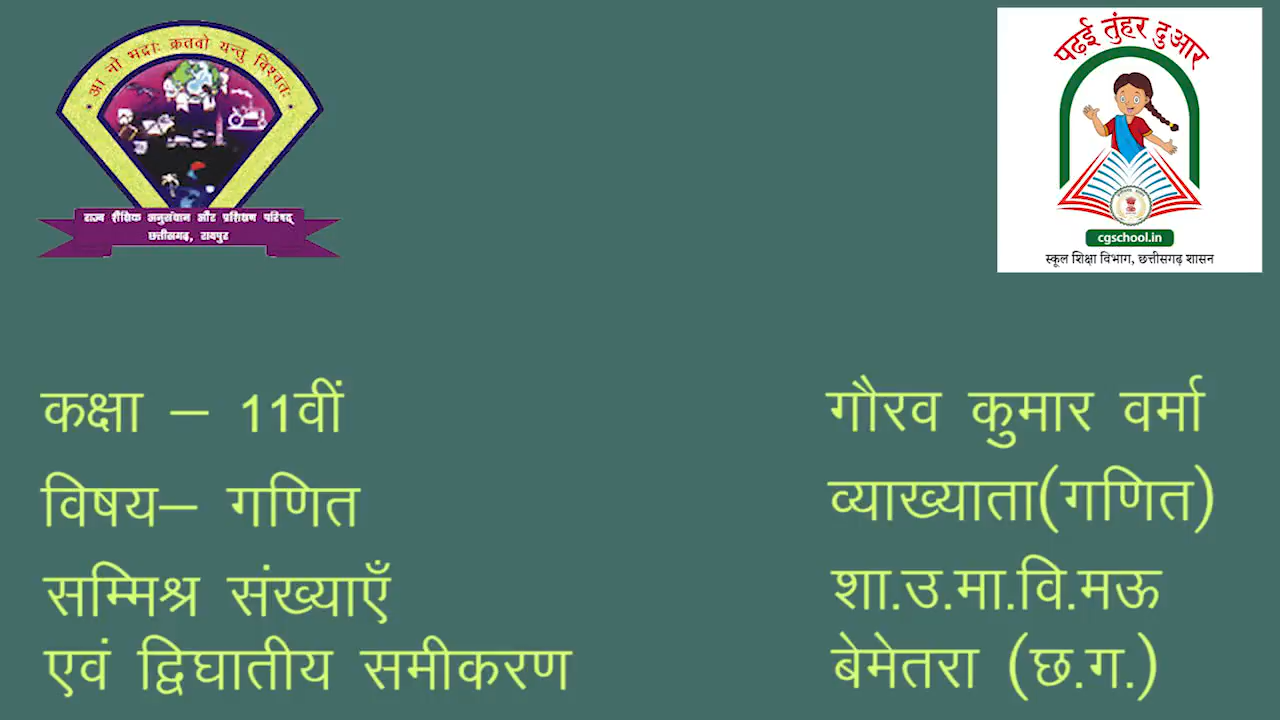 आ नो भद्राः क्रतवो यन्तु विश्वतः
राज्य शैक्षिक अनुसंधान और प्रशिक्षण परिषद्
छत्तीसगढ़, रायपुर
पढ़ई तुंहर दुआर
cgschool.in
स्कूल शिक्षा विभाग, छत्तीसगढ़ शासन
कक्षा – 11वीं
विषय– गणित
सम्मिश्र संख्याएँ
एवं द्विघातीय समीकरण
गौरव कुमार वर्मा
व्याख्याता(गणित)
शा.उ.मा.वि.मऊ
बेमेतरा (छ.ग.)